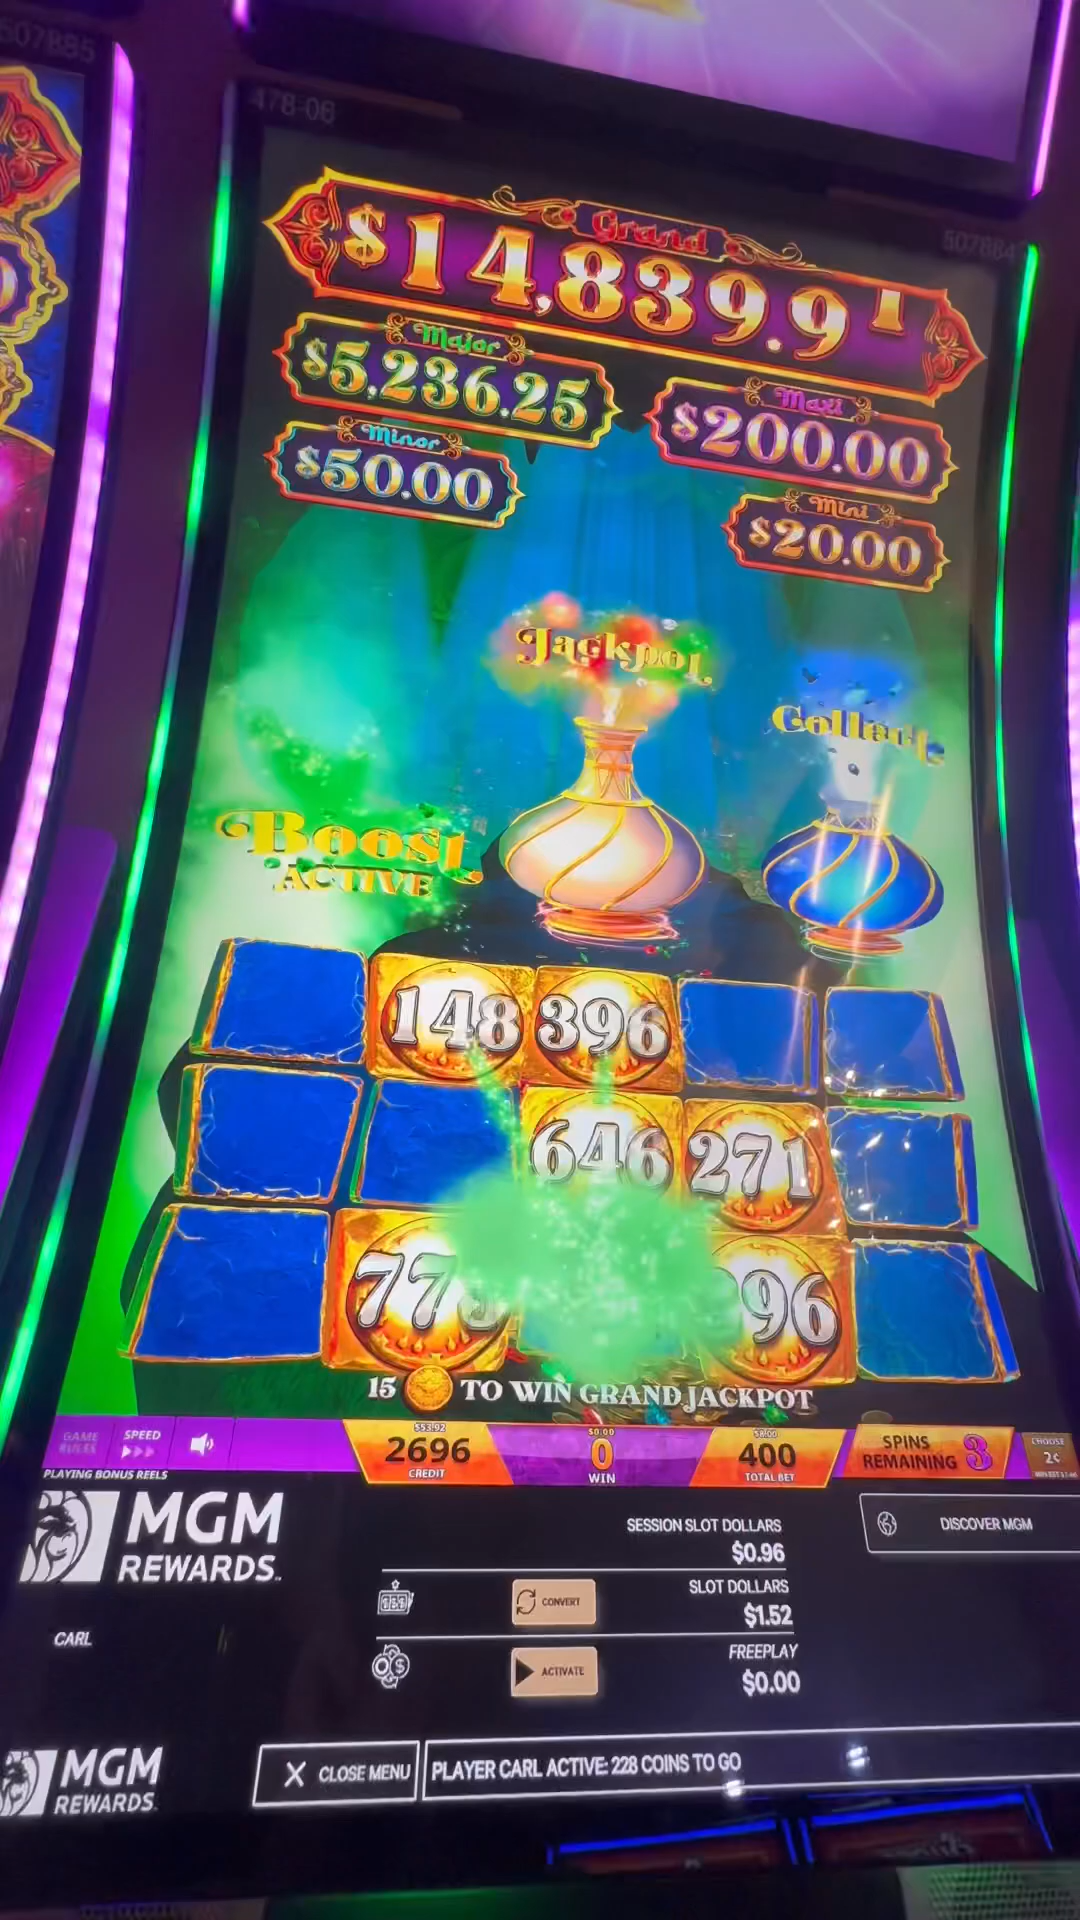 507885
478-06
507884
Grand
$14,839.91
Major
$5,236.25
Maxi
$200.00
Minor
$50.00
Mini
$20.00
Jackpot
Collect
Boost
ACTIVE
148 396
646 271
96
15 TO WIN GRAND JACKPOT
GAME RULES
SPEED
$53.92
2696
CREDIT
$0.00
0
WIN
$8.00
400
TOTAL BET
SPINS REMAINING 3
CHOOSE
2¢
PLAYING BONUS REELS
MGM
REWARDS
SESSION SLOT DOLLARS
$0.96
DISCOVER MGM
SLOT DOLLARS
$1.52
CONVERT
CARL
FREEPLAY
$0.00
ACTIVATE
MGM
REWARDS
X CLOSE MENU
PLAYER CARL ACTIVE: 228 COINS TO GO